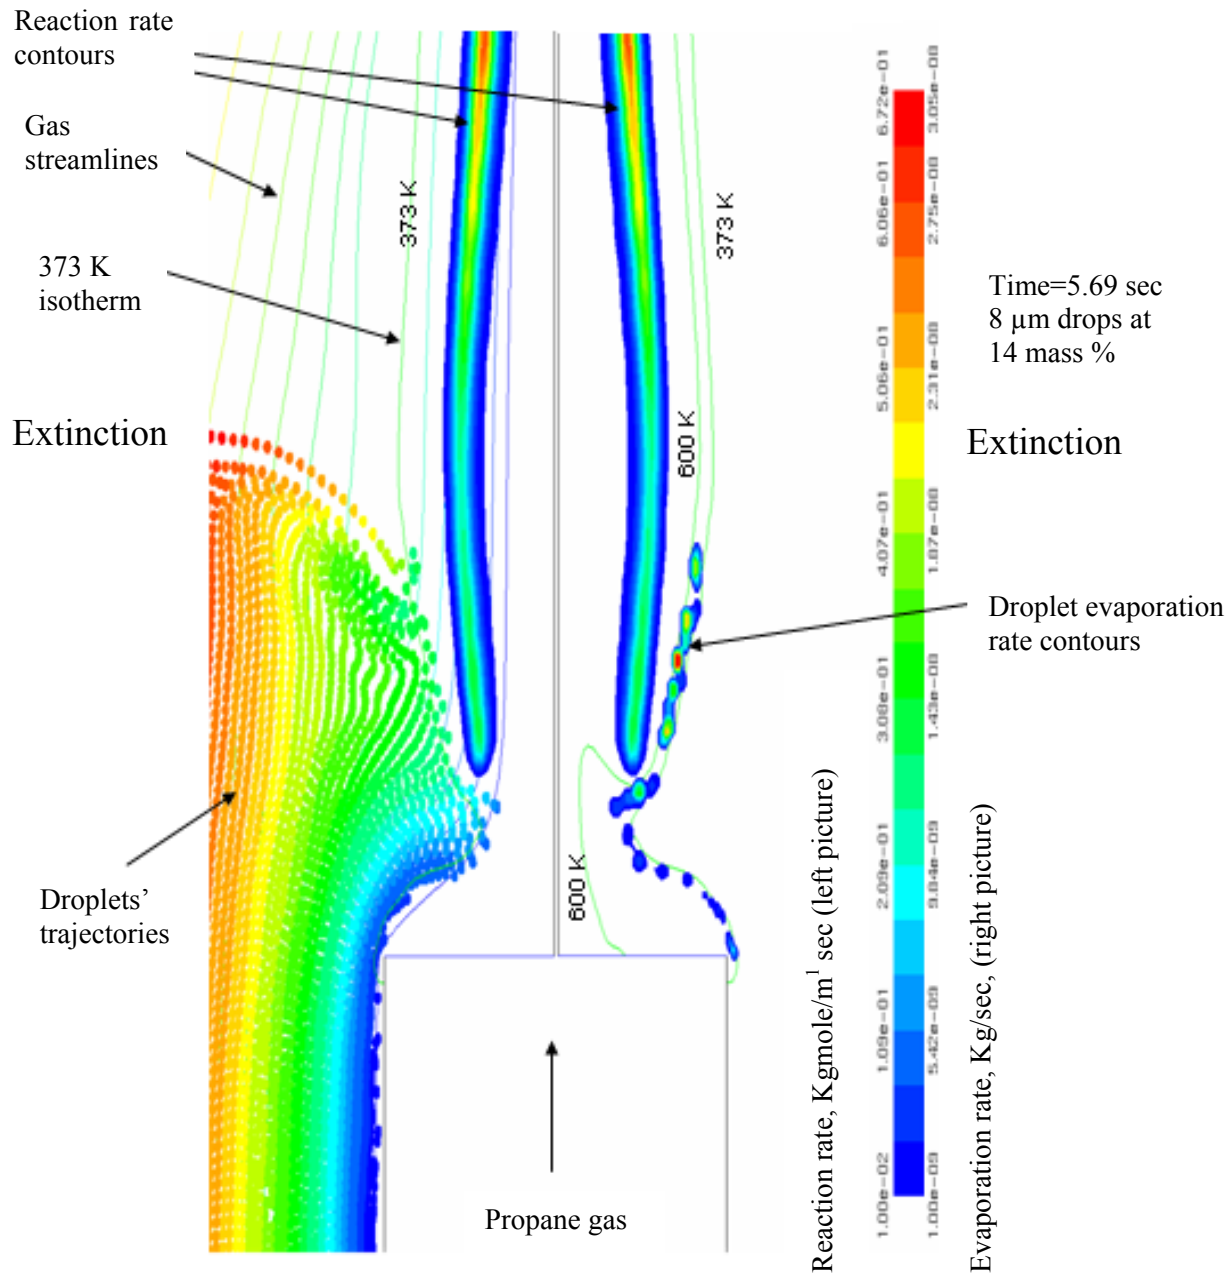 Reaction rate
contours
Gas
streamlines
373 K
isotherm
Extinction
Droplets'
trajectories
373 K
373 K
600 K
600 K
Propane gas
Reaction rate, Kgmole/m¹ sec (left picture)
6.72e-01
6.06e-01
5.06e-01
4.07e-01
3.08e-01
2.09e-01
1.09e-01
1.00e-02
3.05e-08
2.75e-08
2.31e-08
1.87e-08
1.43e-08
9.84e-09
5.42e-09
1.00e-09
Evaporation rate, Kg/sec, (right picture)
Time=5.69 sec
8 µm drops at
14 mass %
Extinction
Droplet evaporation
rate contours